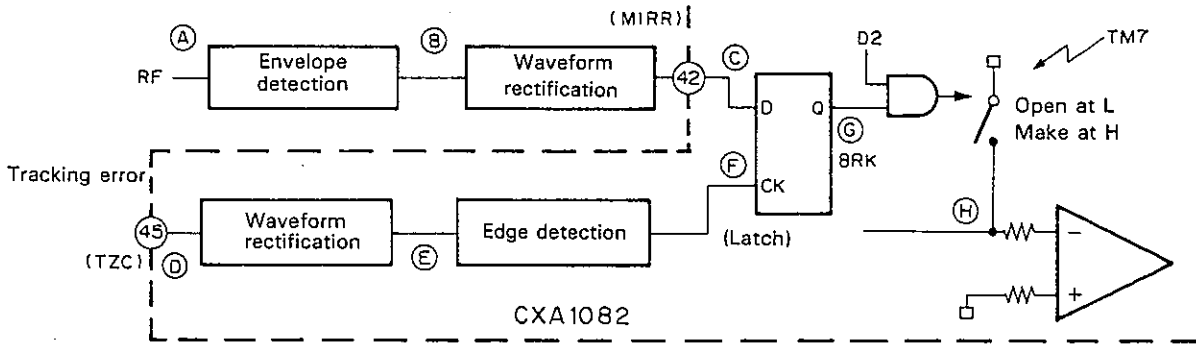 (MIRR)
A
B
RF
Envelope detection
Waveform rectification
42
C
D2
TM7
D
Q
Open at L
Make at H
G
8RK
F
CK
(Latch)
Tracking error
45
(TZC)
D
Waveform rectification
E
Edge detection
H
−
+
CXA1082